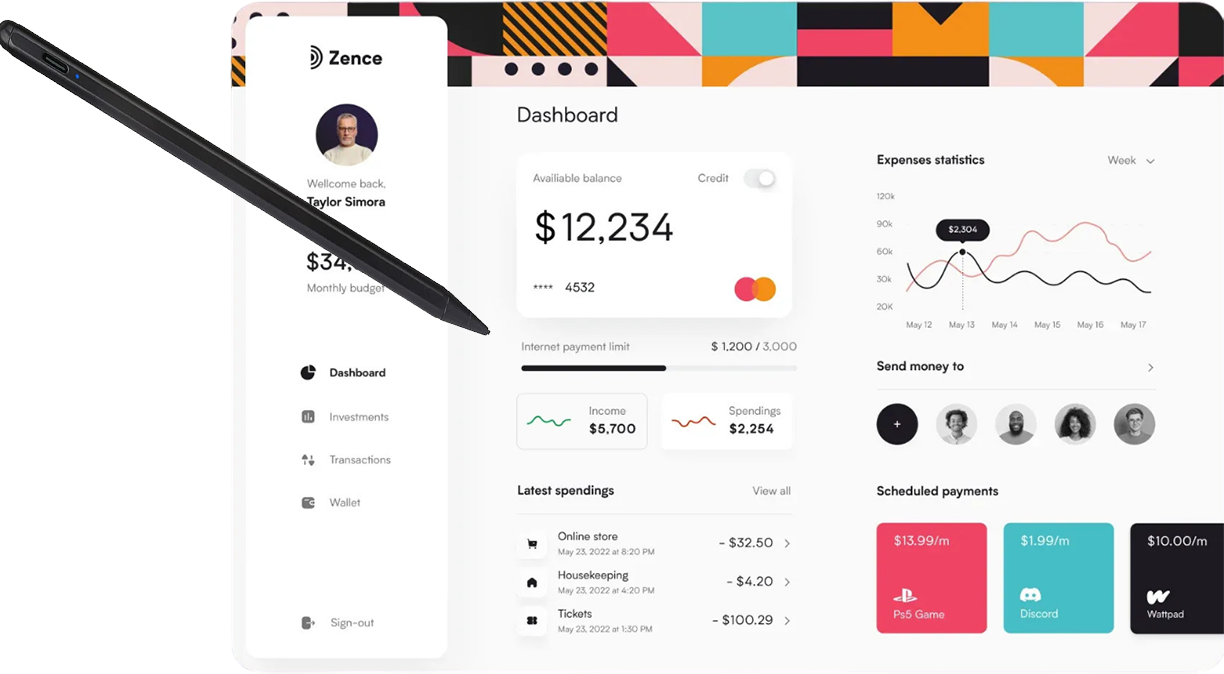 Zence
Wellcome back,
Taylor Simora
Monthly budget
Dashboard
Investments
Transactions
Wallet
Sign-out
Dashboard
Availiable balance
Credit
$12,234
**** 4532
Internet payment limit
$ 1,200 / 3,000
Income
$5,700
Spendings
$2,254
Latest spendings
View all
Online store
May 23, 2022 at 8:20 PM
- $32.50
Housekeeping
May 23, 2022 at 4:20 PM
- $4.20
Tickets
May 23, 2022 at 1:30 PM
- $100.29
Expenses statistics
Week
120k
90k
60k
30k
20K
$2,304
May 12
May 13
May 14
May 15
May 16
May 17
Send money to
+
Scheduled payments
$13.99/m
Ps5 Game
$1.99/m
Discord
$10.00/m
Wattpad